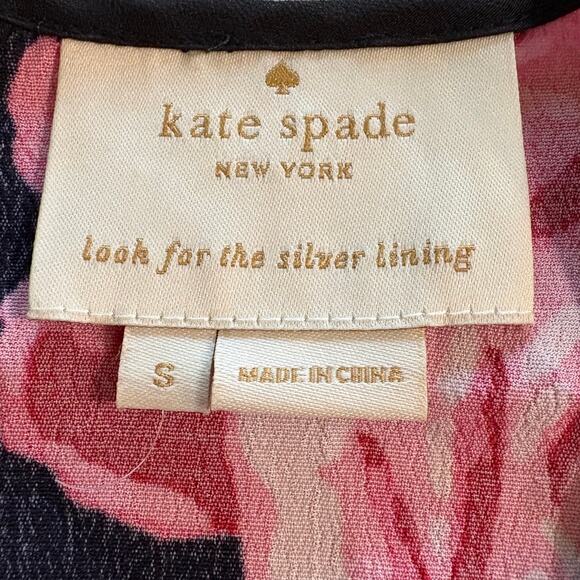 kate spade
NEW YORK
look for the silver lining
S
MADE IN CHINA